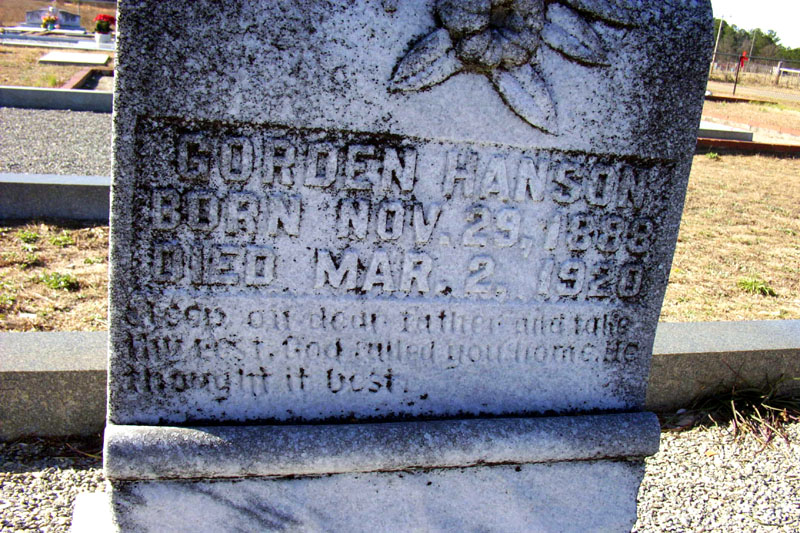 GORDEN HANSON
BORN NOV. 29, 1888
DIED MAR. 2, 1920
Sleep on dear father and take
thy rest. God called you home. He
thought it best.